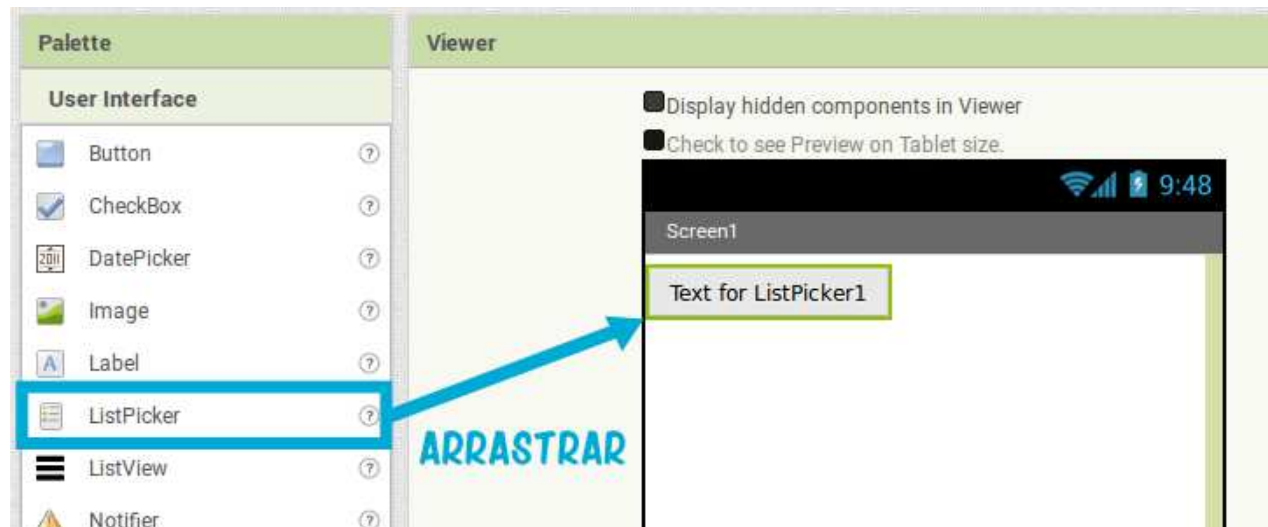 Palette
User Interface
Button
CheckBox
2011
DatePicker
Image
A
Label
ListPicker
ListView
Notifier
ARRASTRAR
Viewer
Display hidden components in Viewer
Check to see Preview on Tablet size.
9:48
Screen1
Text for ListPicker1